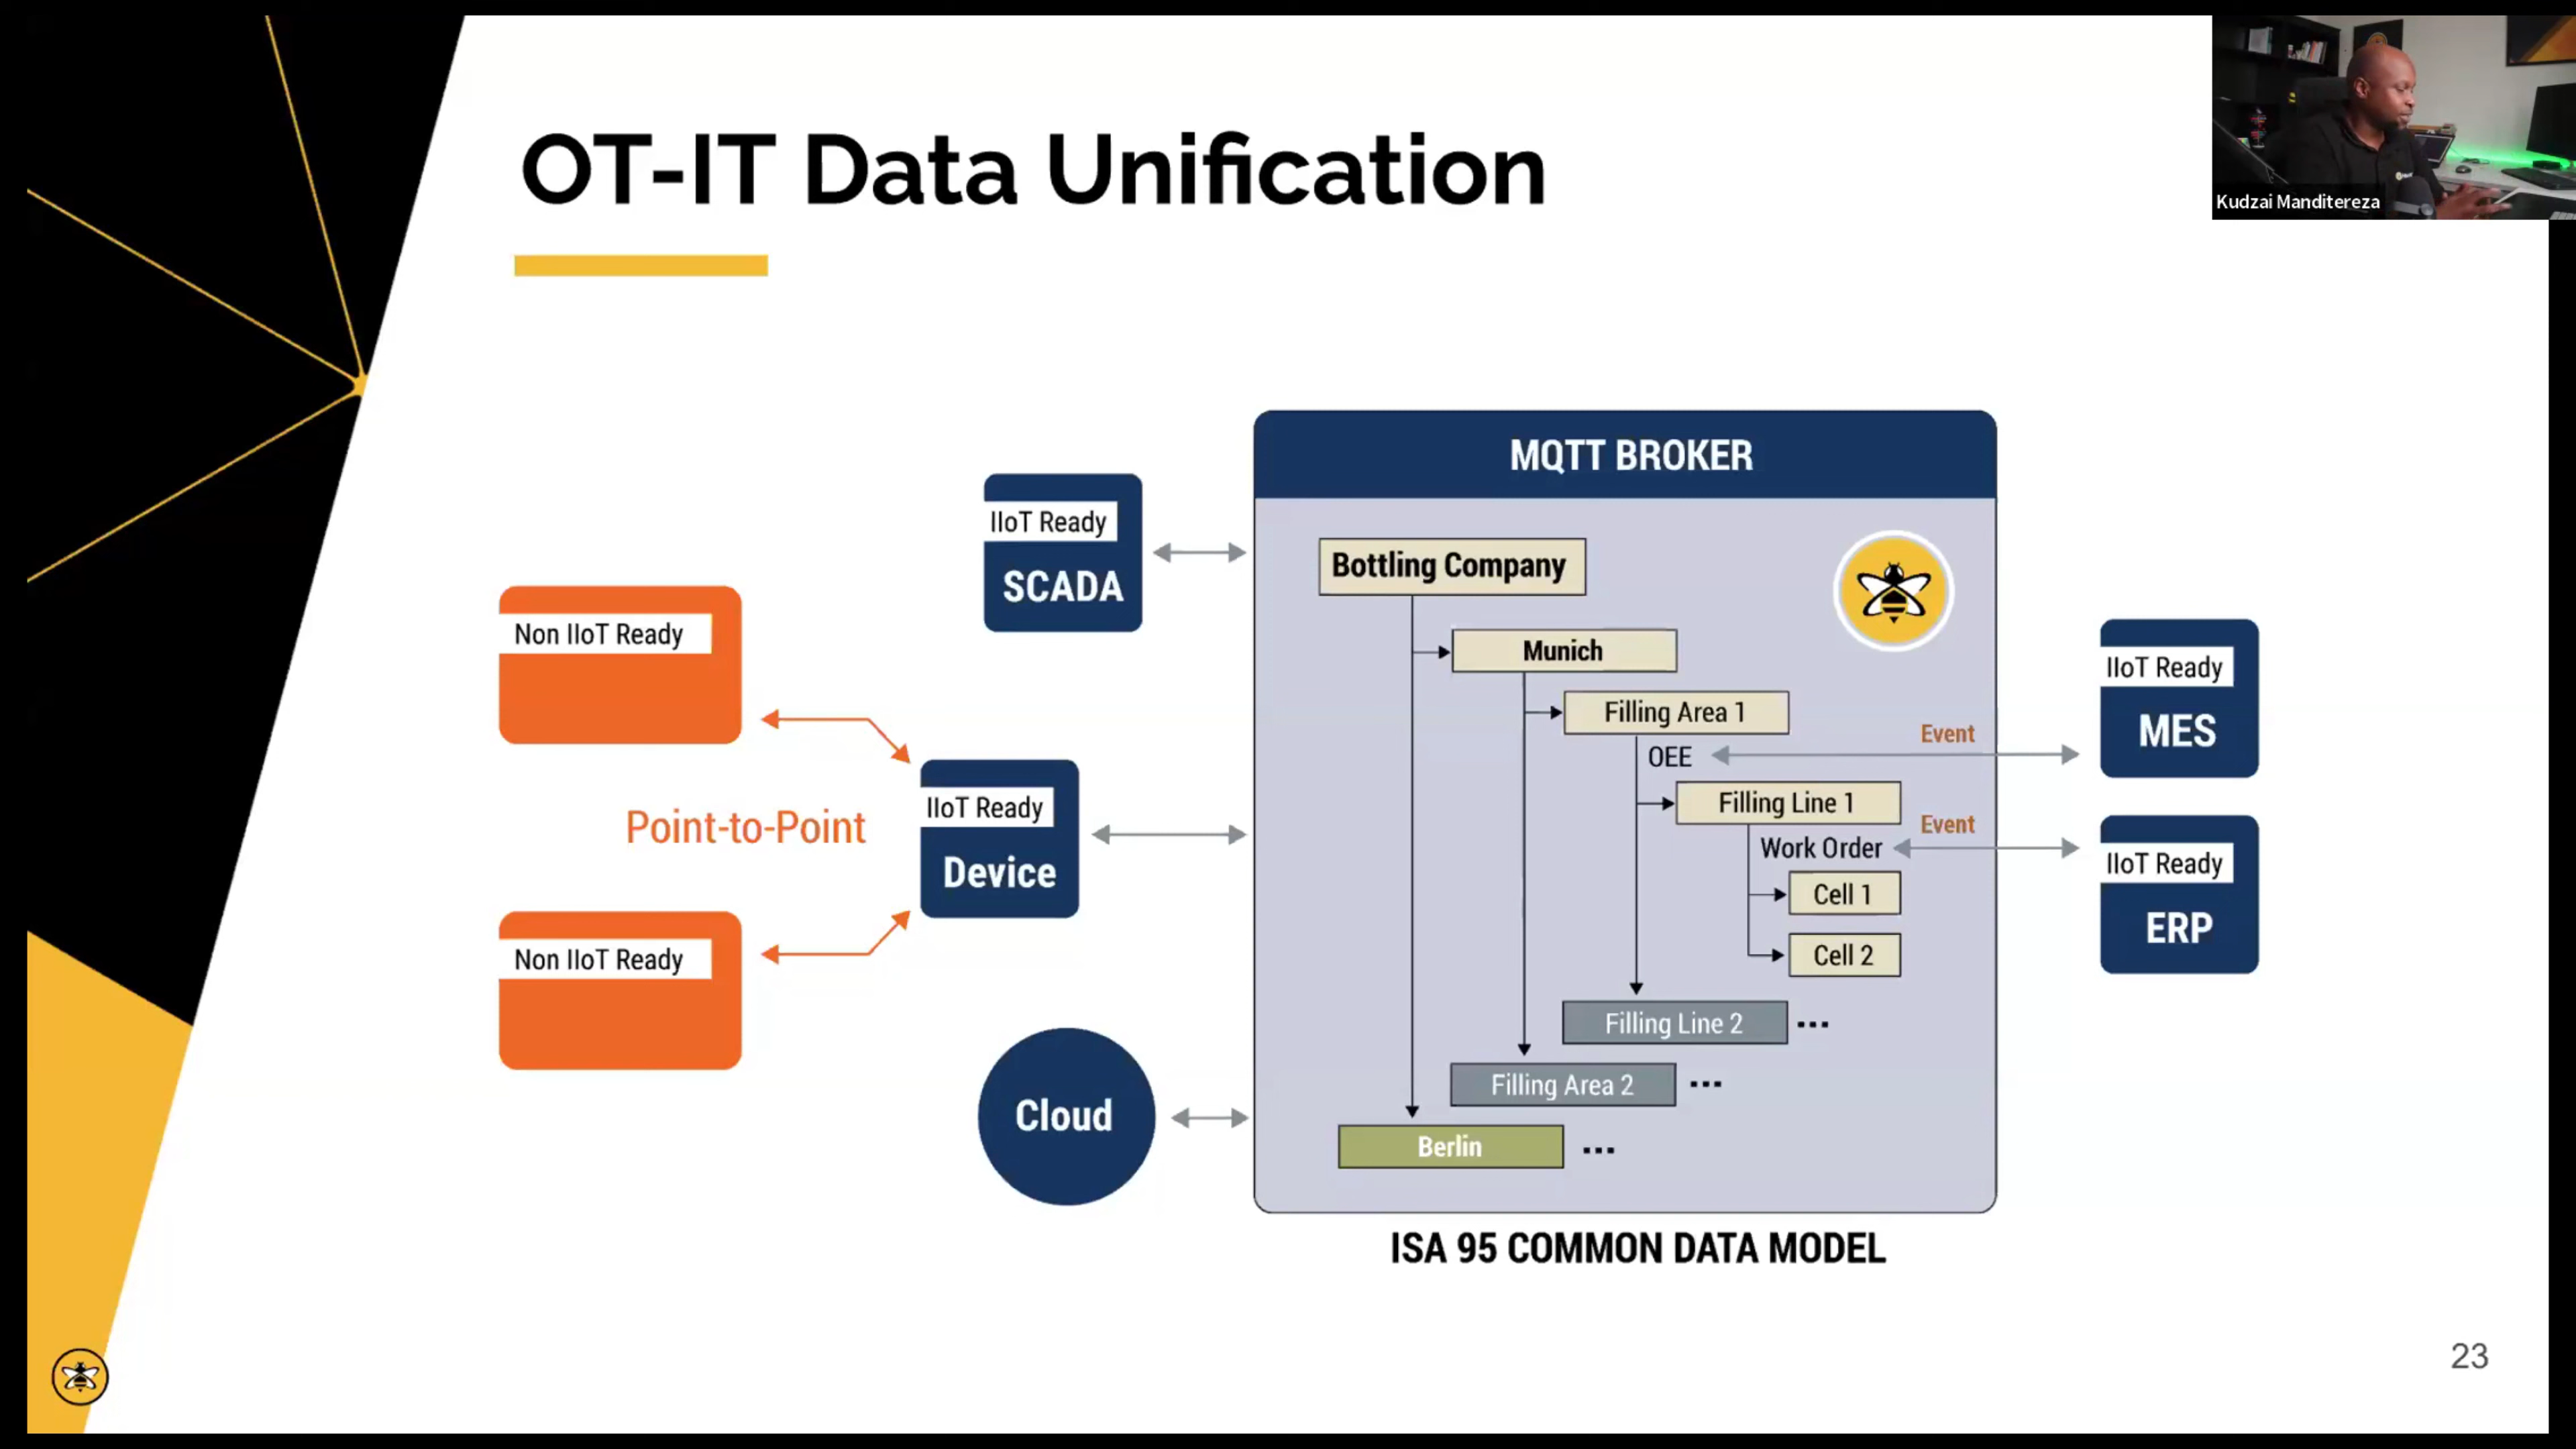 OT-IT Data Unification
Kudzai Manditereza
MQTT BROKER
IIoT Ready
SCADA
Bottling Company
Non IIoT Ready
Munich
IIoT Ready
MES
Filling Area 1
Event
OEE
Point-to-Point
IIoT Ready
Device
Filling Line 1
Event
Work Order
IIoT Ready
ERP
Cell 1
Cell 2
Non IIoT Ready
Filling Line 2 ...
Filling Area 2 ...
Cloud
Berlin ...
ISA 95 COMMON DATA MODEL
23